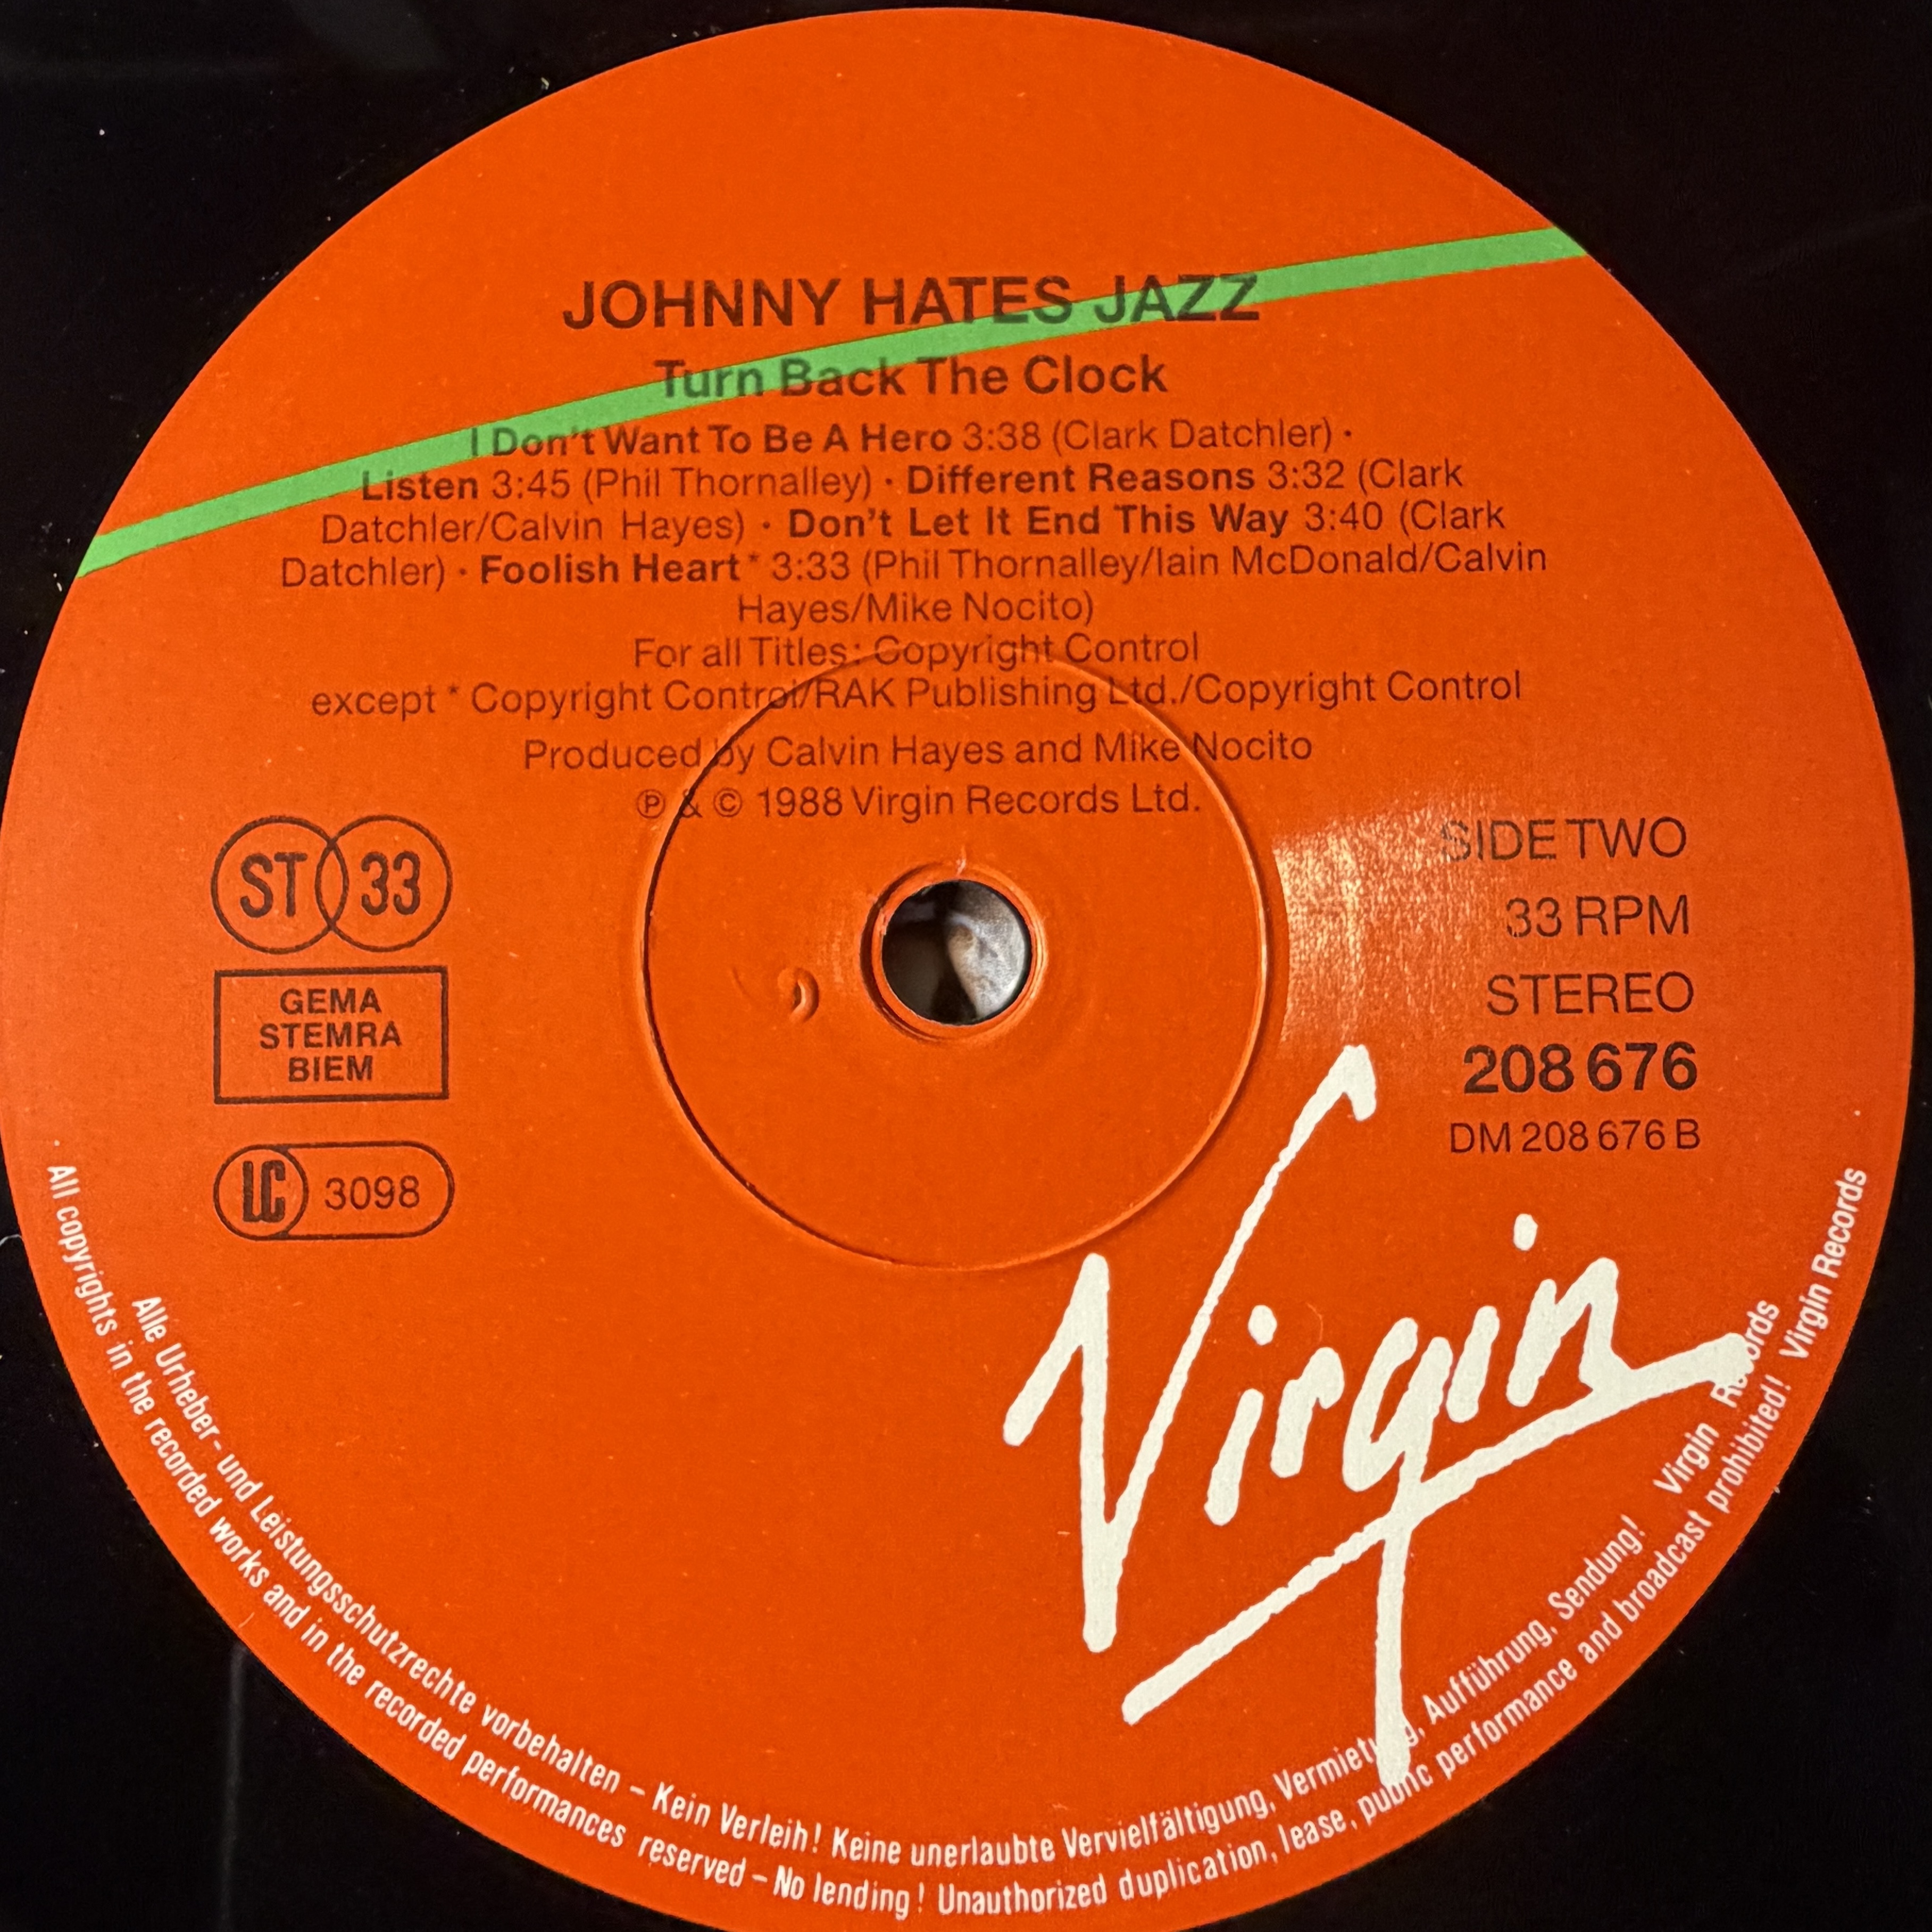 JOHNNY HATES JAZZ
Turn Back The Clock
I Don't Want To Be A Hero 3:38 (Clark Datchler) ·
Listen 3:45 (Phil Thornalley) · Different Reasons 3:32 (Clark
Datchler/Calvin Hayes) · Don't Let It End This Way 3:40 (Clark
Datchler) · Foolish Heart* 3:33 (Phil Thornalley/Iain McDonald/Calvin
Hayes/Mike Nocito)
For all Titles: Copyright Control
except * Copyright Control/RAK Publishing Ltd./Copyright Control
Produced by Calvin Hayes and Mike Nocito
℗ & © 1988 Virgin Records Ltd.
ST 33
GEMA
STEMRA
BIEM
LC 3098
SIDE TWO
33 RPM
STEREO
208 676
DM 208 676 B
Virgin
Alle Urheber- und Leistungsschutzrechte vorbehalten – Kein Verleih! Keine unerlaubte Vervielfältigung, Vermietung, Aufführung, Sendung! Virgin Records
All copyrights in the recorded works and in the recorded performances reserved – No lending! Unauthorized duplication, lease, public performance and broadcast prohibited! Virgin Records